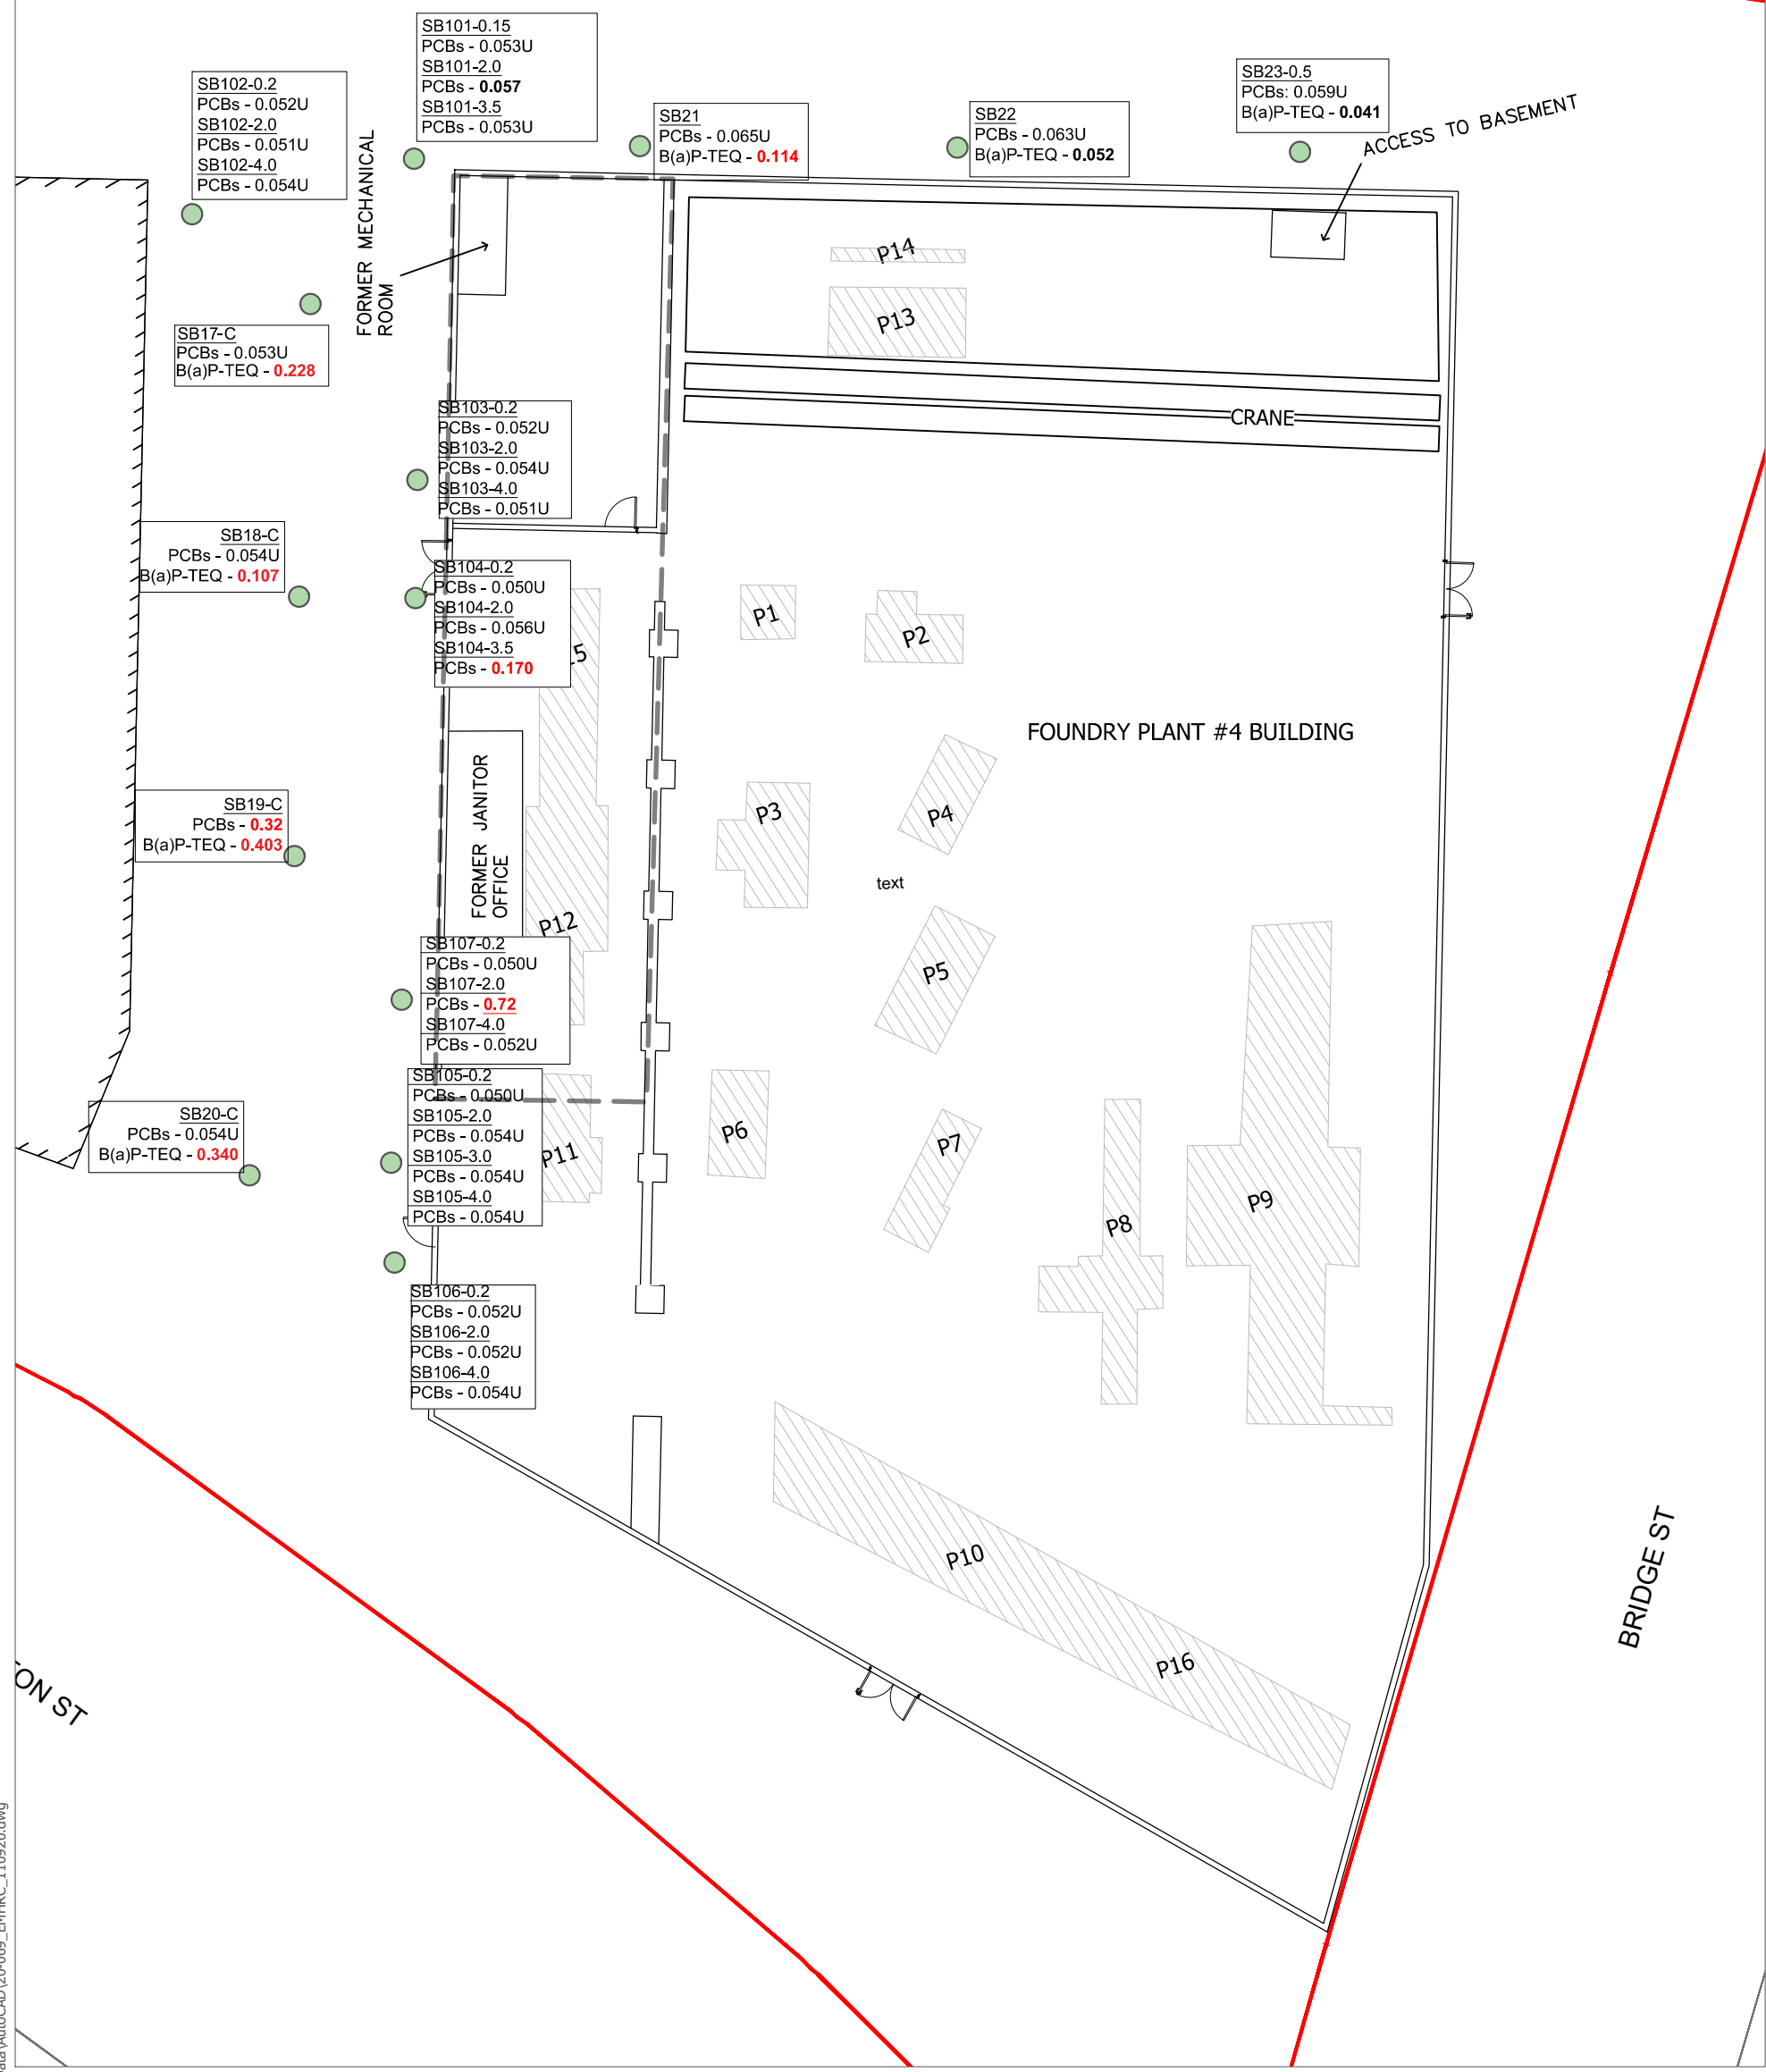 SB101-0.15
PCBs - 0.053U
SB101-2.0
PCBs - 0.057
SB101-3.5
PCBs - 0.053U
SB102-0.2
PCBs - 0.052U
SB102-2.0
PCBs - 0.051U
SB102-4.0
PCBs - 0.054U
SB21
PCBs - 0.065U
B(a)P-TEQ - 0.114
SB22
PCBs - 0.063U
B(a)P-TEQ - 0.052
SB23-0.5
PCBs: 0.059U
B(a)P-TEQ - 0.041
ACCESS TO BASEMENT
FORMER MECHANICAL
ROOM
P14
P13
SB17-C
PCBs - 0.053U
B(a)P-TEQ - 0.228
CRANE
SB103-0.2
PCBs - 0.052U
SB103-2.0
PCBs - 0.054U
SB103-4.0
PCBs - 0.051U
SB18-C
PCBs - 0.054U
B(a)P-TEQ - 0.107
SB104-0.2
PCBs - 0.050U
SB104-2.0
PCBs - 0.056U
SB104-3.5
PCBs - 0.170
5
P1
P2
FOUNDRY PLANT #4 BUILDING
SB19-C
PCBs - 0.32
B(a)P-TEQ - 0.403
FORMER JANITOR
OFFICE
P3
P4
text
P12
P5
SB107-0.2
PCBs - 0.050U
SB107-2.0
PCBs - 0.72
SB107-4.0
PCBs - 0.052U
SB20-C
PCBs - 0.054U
B(a)P-TEQ - 0.340
SB105-0.2
PCBs - 0.050U
SB105-2.0
PCBs - 0.054U
SB105-3.0
PCBs - 0.054U
SB105-4.0
PCBs - 0.054U
P11
P6
P7
P8
P9
SB106-0.2
PCBs - 0.052U
SB106-2.0
PCBs - 0.052U
SB106-4.0
PCBs - 0.054U
P10
P16
BRIDGE ST
ON ST